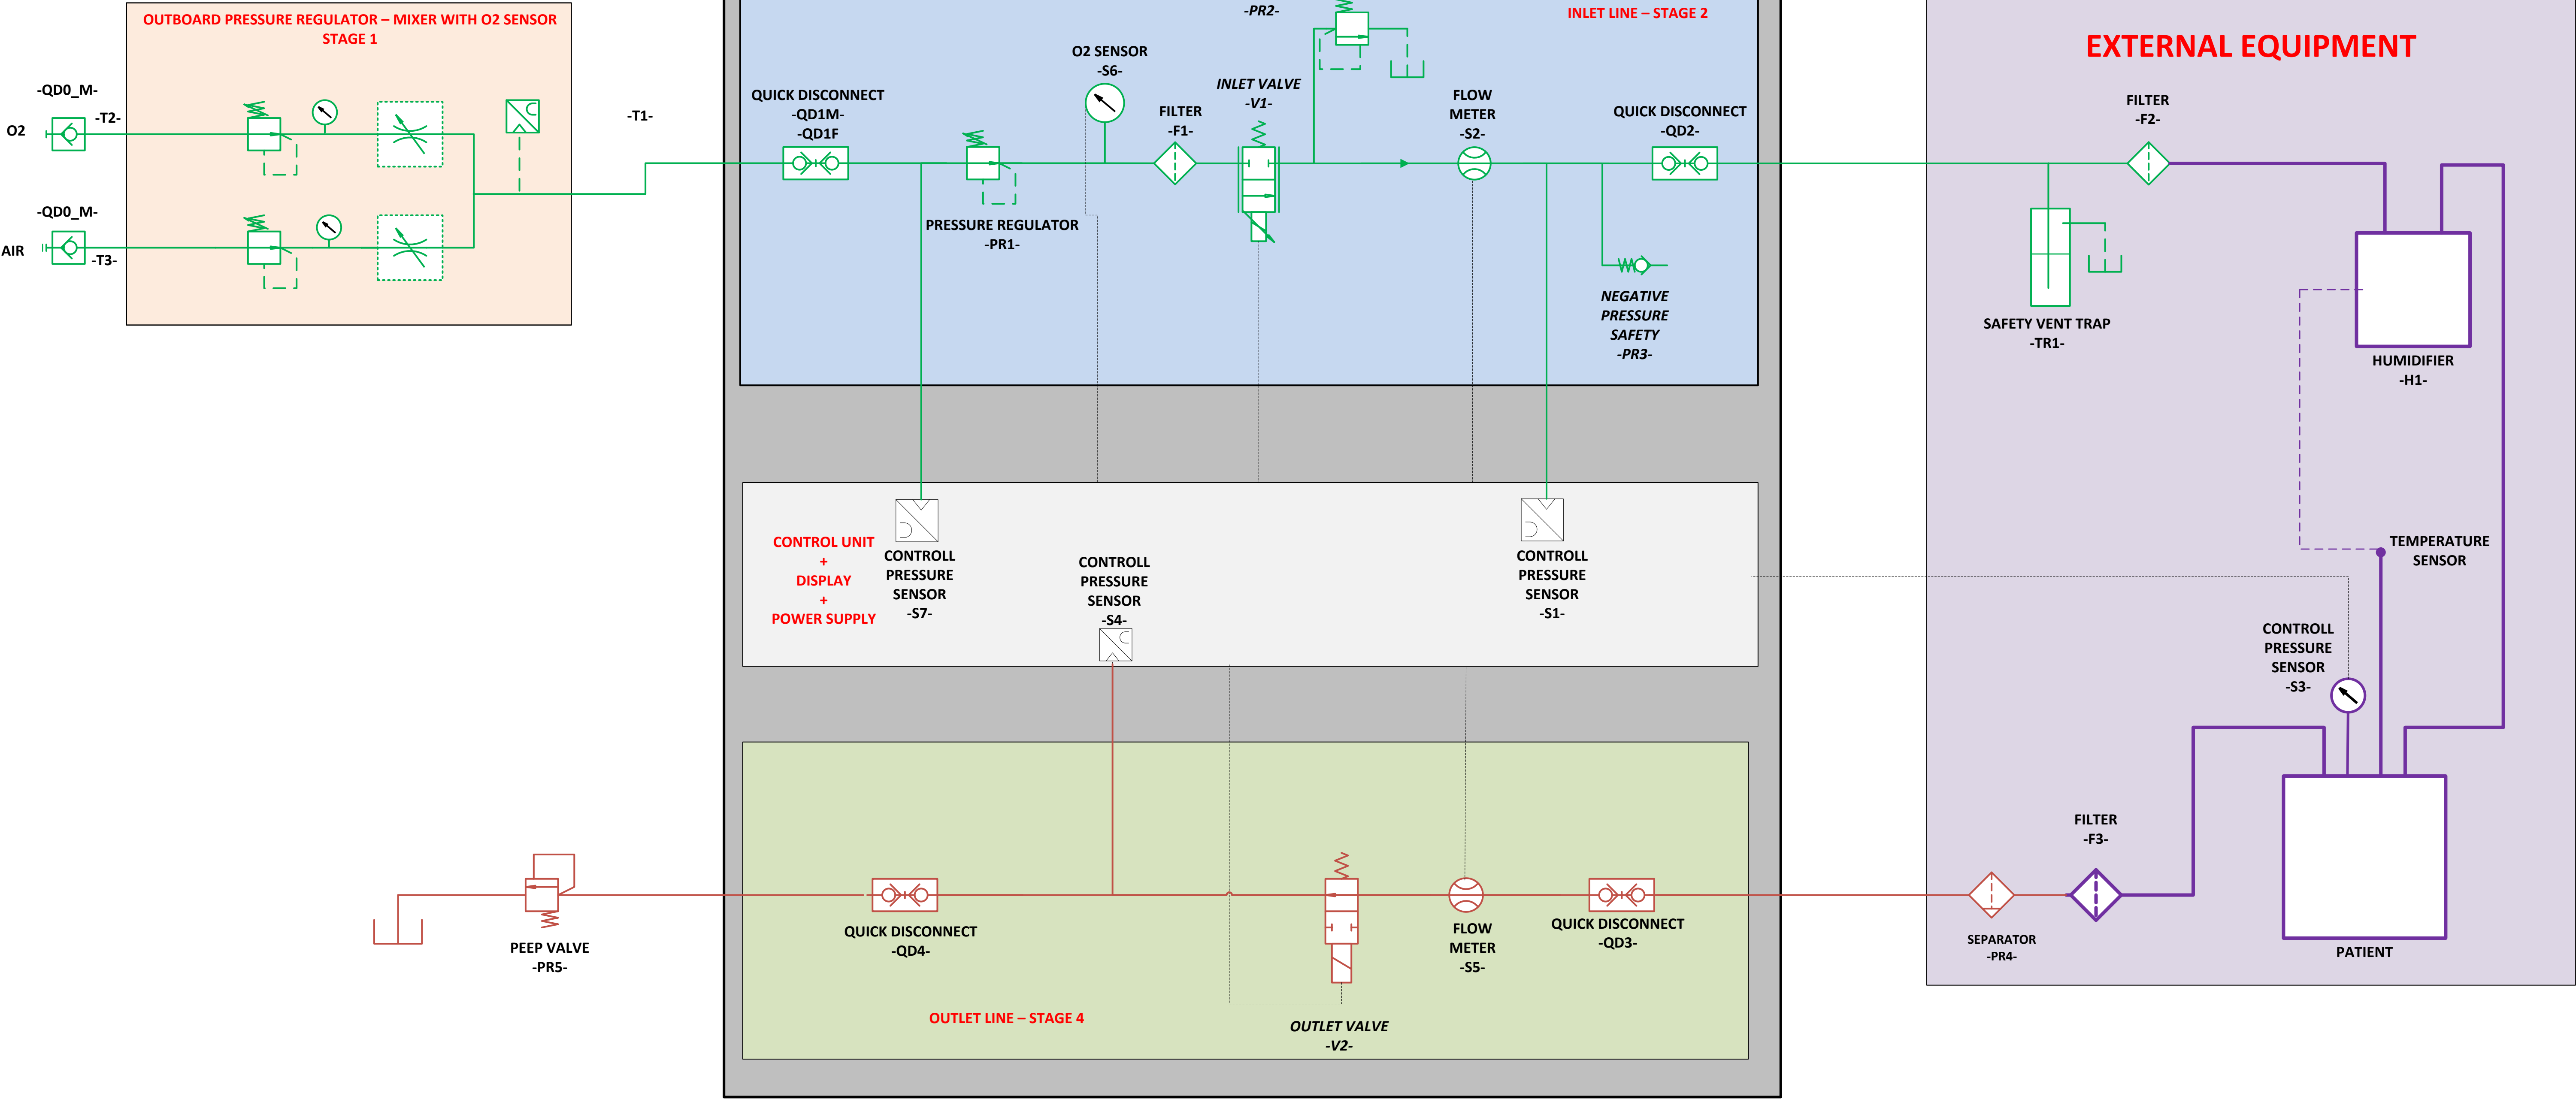 OUTBOARD PRESSURE REGULATOR – MIXER WITH O2 SENSOR
STAGE 1
-QD0_M-
-T2-
O2
-QD0_M-
AIR
-T3-
-T1-
-PR2-
INLET LINE – STAGE 2
O2 SENSOR
-S6-
QUICK DISCONNECT
-QD1M-
-QD1F
FILTER
-F1-
INLET VALVE
-V1-
FLOW
METER
-S2-
QUICK DISCONNECT
-QD2-
PRESSURE REGULATOR
-PR1-
NEGATIVE
PRESSURE
SAFETY
-PR3-
EXTERNAL EQUIPMENT
FILTER
-F2-
SAFETY VENT TRAP
-TR1-
HUMIDIFIER
-H1-
TEMPERATURE
SENSOR
CONTROLL
PRESSURE
SENSOR
-S3-
CONTROL UNIT
+
DISPLAY
+
POWER SUPPLY
CONTROLL
PRESSURE
SENSOR
-S7-
CONTROLL
PRESSURE
SENSOR
-S4-
CONTROLL
PRESSURE
SENSOR
-S1-
FILTER
-F3-
SEPARATOR
-PR4-
PATIENT
PEEP VALVE
-PR5-
QUICK DISCONNECT
-QD4-
FLOW
METER
-S5-
QUICK DISCONNECT
-QD3-
OUTLET LINE – STAGE 4
OUTLET VALVE
-V2-